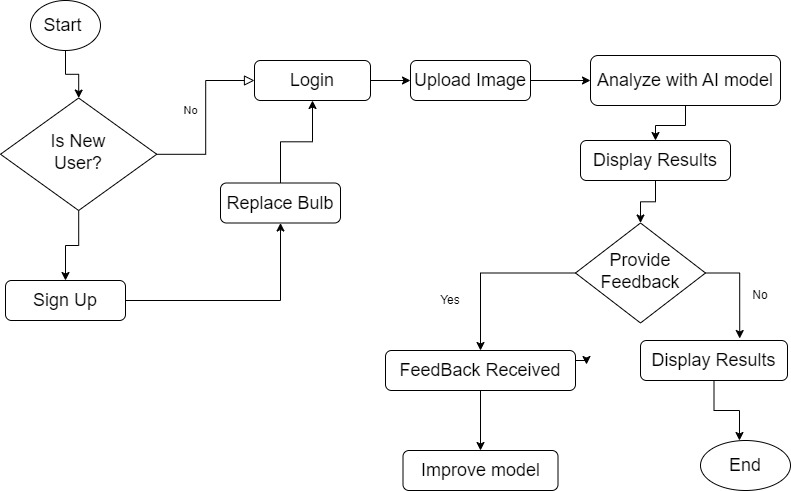 Start
Is New
User?
No
Login
Upload Image
Analyze with AI model
Replace Bulb
Sign Up
Display Results
Provide
Feedback
Yes
No
FeedBack Received
Display Results
Improve model
End